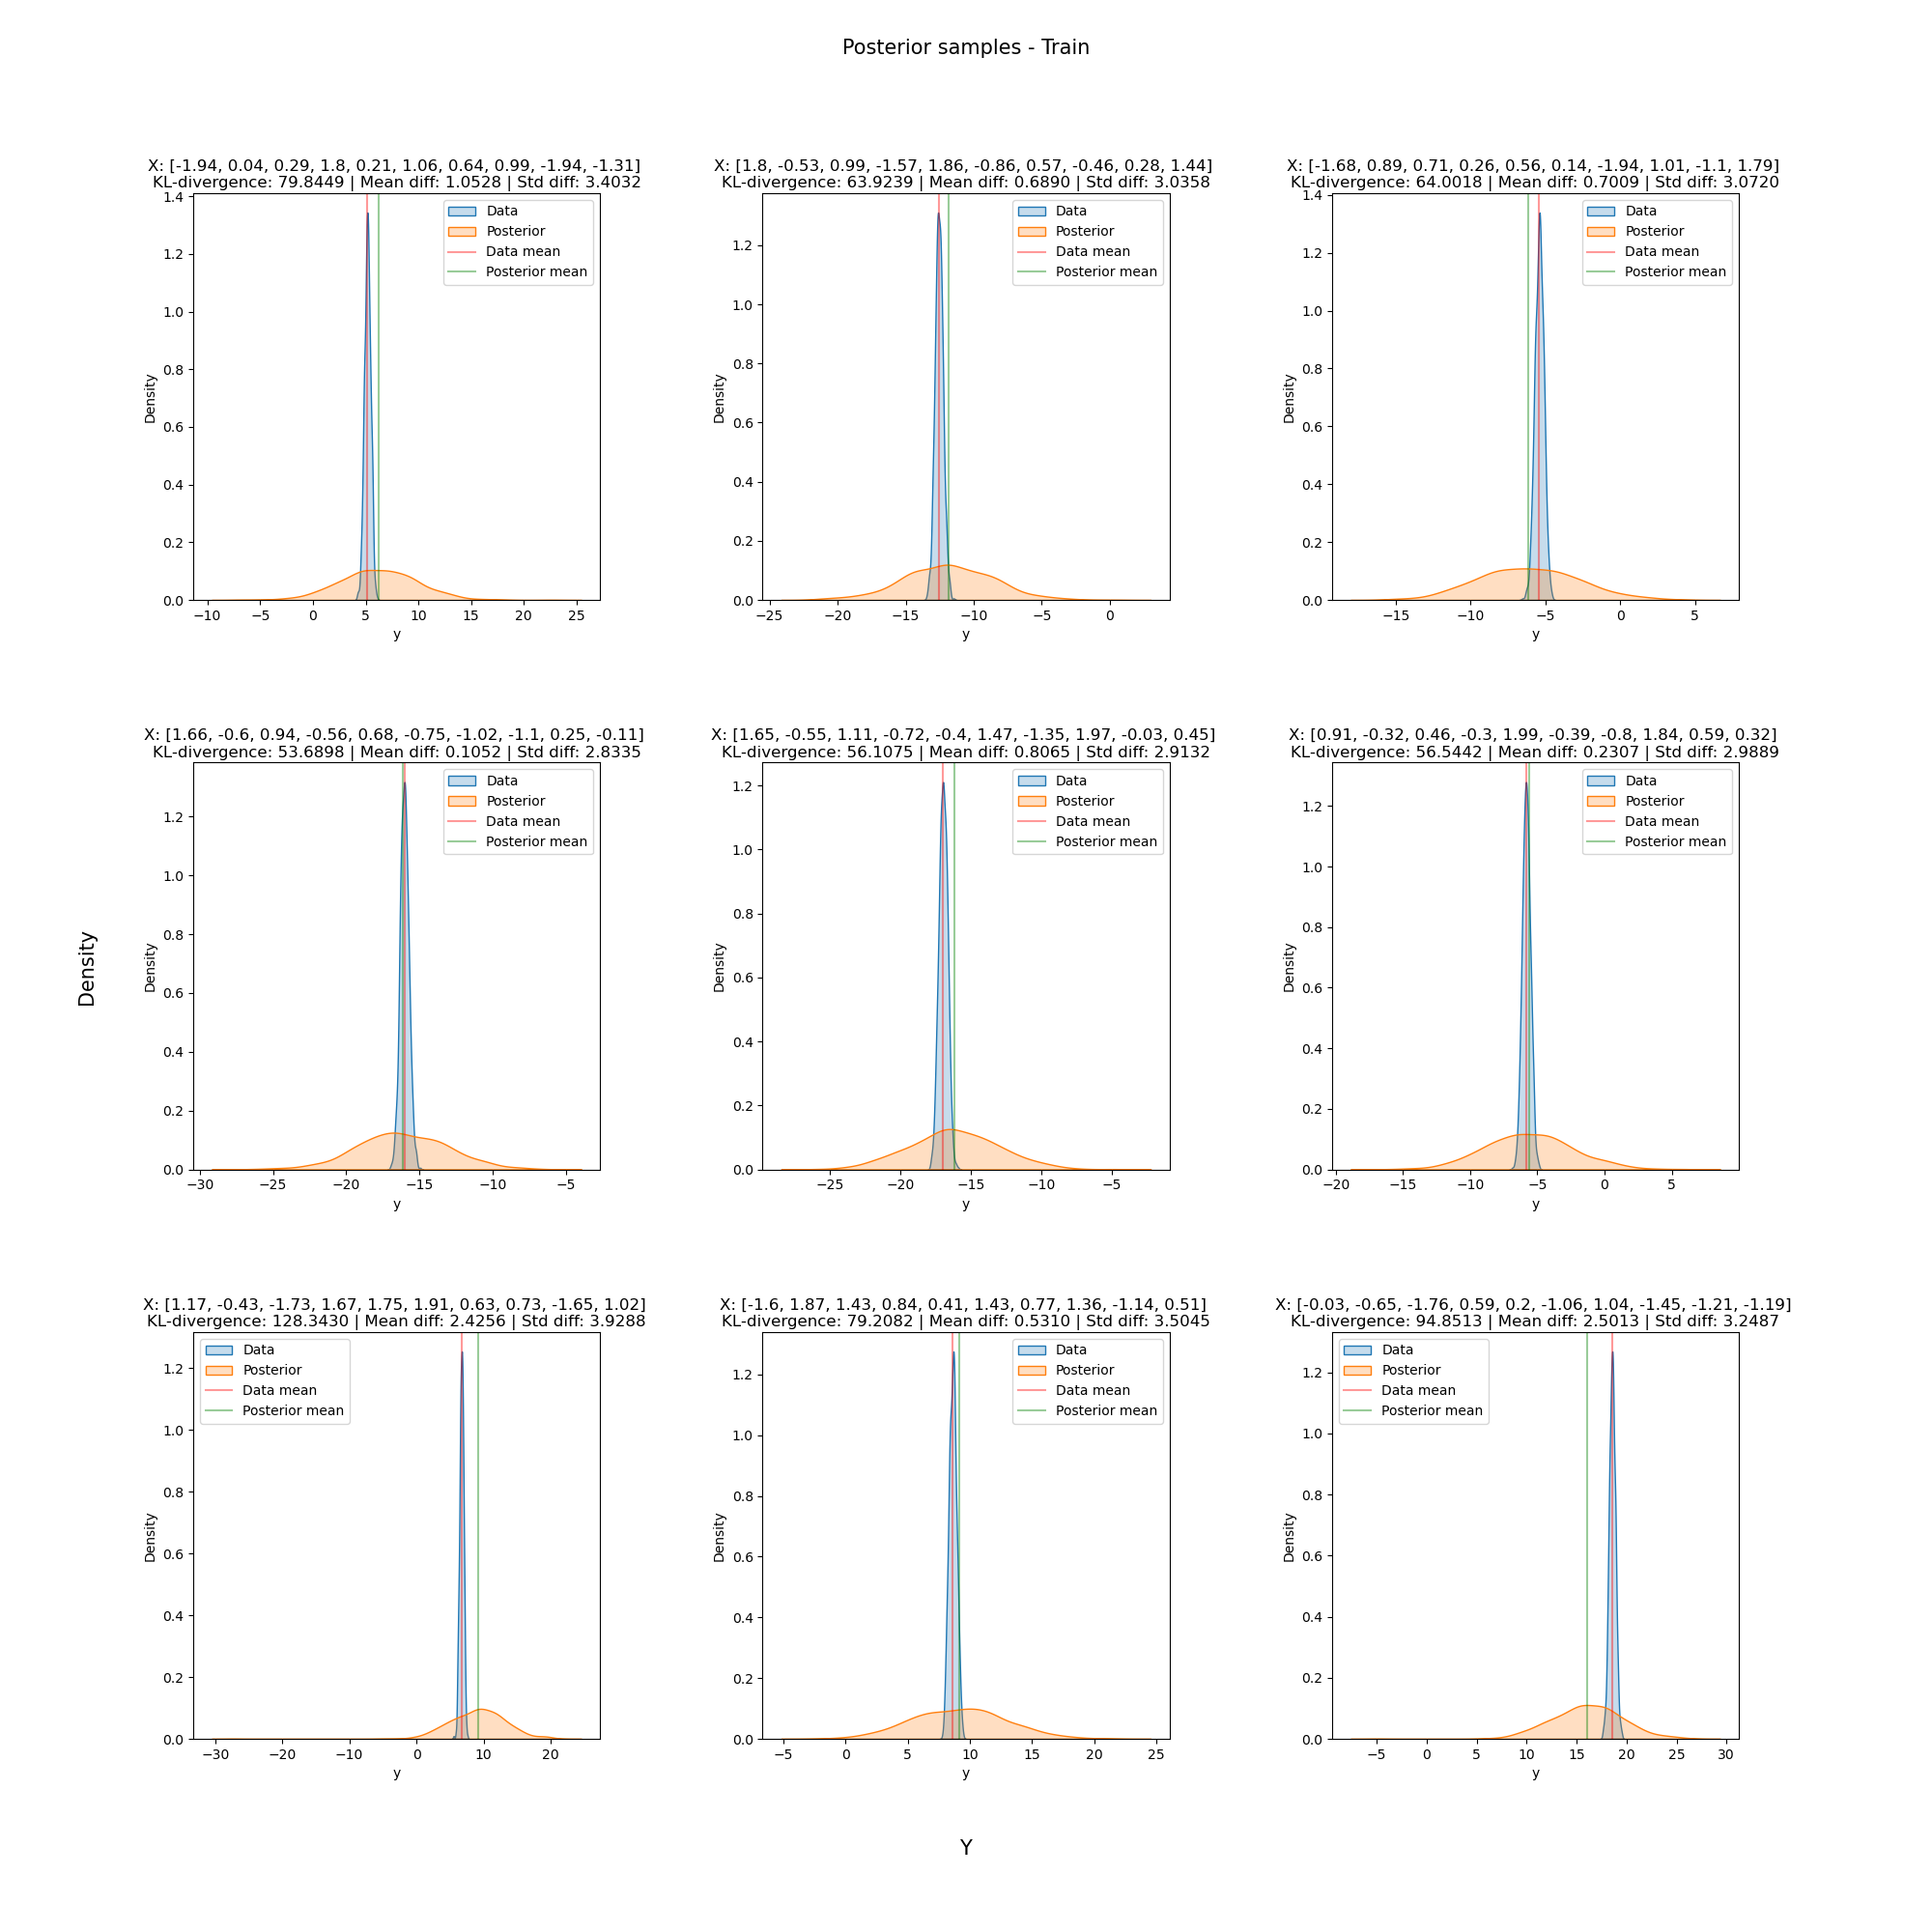 Posterior samples - Train
X: [-1.94, 0.04, 0.29, 1.8, 0.21, 1.06, 0.64, 0.99, -1.94, -1.31]
KL-divergence: 79.8449 | Mean diff: 1.0528 | Std diff: 3.4032
Data
Posterior
Data mean
Posterior mean
1.4
1.2
1.0
0.8
0.6
0.4
0.2
0.0
Density
−10 −5 0 5 10 15 20 25
y
X: [1.8, -0.53, 0.99, -1.57, 1.86, -0.86, 0.57, -0.46, 0.28, 1.44]
KL-divergence: 63.9239 | Mean diff: 0.6890 | Std diff: 3.0358
Data
Posterior
Data mean
Posterior mean
1.2
1.0
0.8
0.6
0.4
0.2
0.0
Density
−25 −20 −15 −10 −5 0
y
X: [-1.68, 0.89, 0.71, 0.26, 0.56, 0.14, -1.94, 1.01, -1.1, 1.79]
KL-divergence: 64.0018 | Mean diff: 0.7009 | Std diff: 3.0720
Data
Posterior
Data mean
Posterior mean
1.4
1.2
1.0
0.8
0.6
0.4
0.2
0.0
Density
−15 −10 −5 0 5
y
Density
X: [1.66, -0.6, 0.94, -0.56, 0.68, -0.75, -1.02, -1.1, 0.25, -0.11]
KL-divergence: 53.6898 | Mean diff: 0.1052 | Std diff: 2.8335
Data
Posterior
Data mean
Posterior mean
1.2
1.0
0.8
0.6
0.4
0.2
0.0
Density
−30 −25 −20 −15 −10 −5
y
X: [1.65, -0.55, 1.11, -0.72, -0.4, 1.47, -1.35, 1.97, -0.03, 0.45]
KL-divergence: 56.1075 | Mean diff: 0.8065 | Std diff: 2.9132
Data
Posterior
Data mean
Posterior mean
1.2
1.0
0.8
0.6
0.4
0.2
0.0
Density
−25 −20 −15 −10 −5
y
X: [0.91, -0.32, 0.46, -0.3, 1.99, -0.39, -0.8, 1.84, 0.59, 0.32]
KL-divergence: 56.5442 | Mean diff: 0.2307 | Std diff: 2.9889
Data
Posterior
Data mean
Posterior mean
1.2
1.0
0.8
0.6
0.4
0.2
0.0
Density
−20 −15 −10 −5 0 5
y
X: [1.17, -0.43, -1.73, 1.67, 1.75, 1.91, 0.63, 0.73, -1.65, 1.02]
KL-divergence: 128.3430 | Mean diff: 2.4256 | Std diff: 3.9288
Data
Posterior
Data mean
Posterior mean
1.2
1.0
0.8
0.6
0.4
0.2
0.0
Density
−30 −20 −10 0 10 20
y
X: [-1.6, 1.87, 1.43, 0.84, 0.41, 1.43, 0.77, 1.36, -1.14, 0.51]
KL-divergence: 79.2082 | Mean diff: 0.5310 | Std diff: 3.5045
Data
Posterior
Data mean
Posterior mean
1.2
1.0
0.8
0.6
0.4
0.2
0.0
Density
−5 0 5 10 15 20 25
y
X: [-0.03, -0.65, -1.76, 0.59, 0.2, -1.06, 1.04, -1.45, -1.21, -1.19]
KL-divergence: 94.8513 | Mean diff: 2.5013 | Std diff: 3.2487
Data
Posterior
Data mean
Posterior mean
1.2
1.0
0.8
0.6
0.4
0.2
0.0
Density
−5 0 5 10 15 20 25 30
y
Y